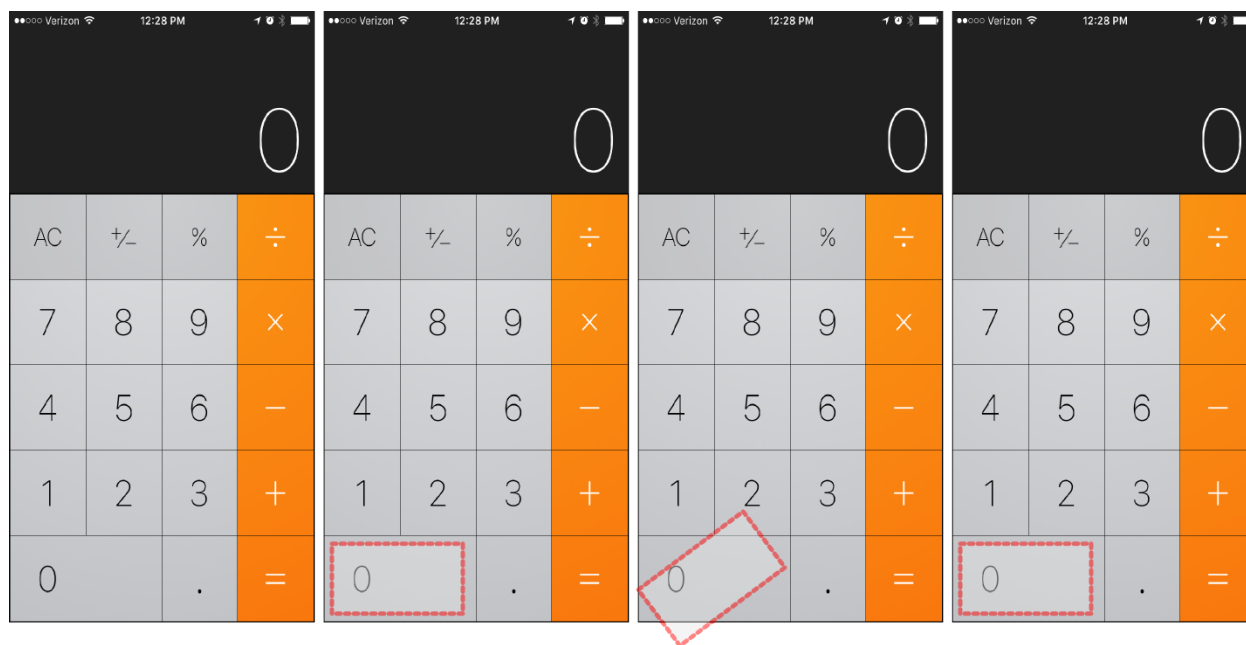 Verizon 12:28 PM
0
AC +/− % ÷
7 8 9 ×
4 5 6 −
1 2 3 +
0 . =
Verizon 12:28 PM
0
AC +/− % ÷
7 8 9 ×
4 5 6 −
1 2 3 +
0 . =
Verizon 12:28 PM
0
AC +/− % ÷
7 8 9 ×
4 5 6 −
1 2 3 +
0 . =
Verizon 12:28 PM
0
AC +/− % ÷
7 8 9 ×
4 5 6 −
1 2 3 +
0 . =